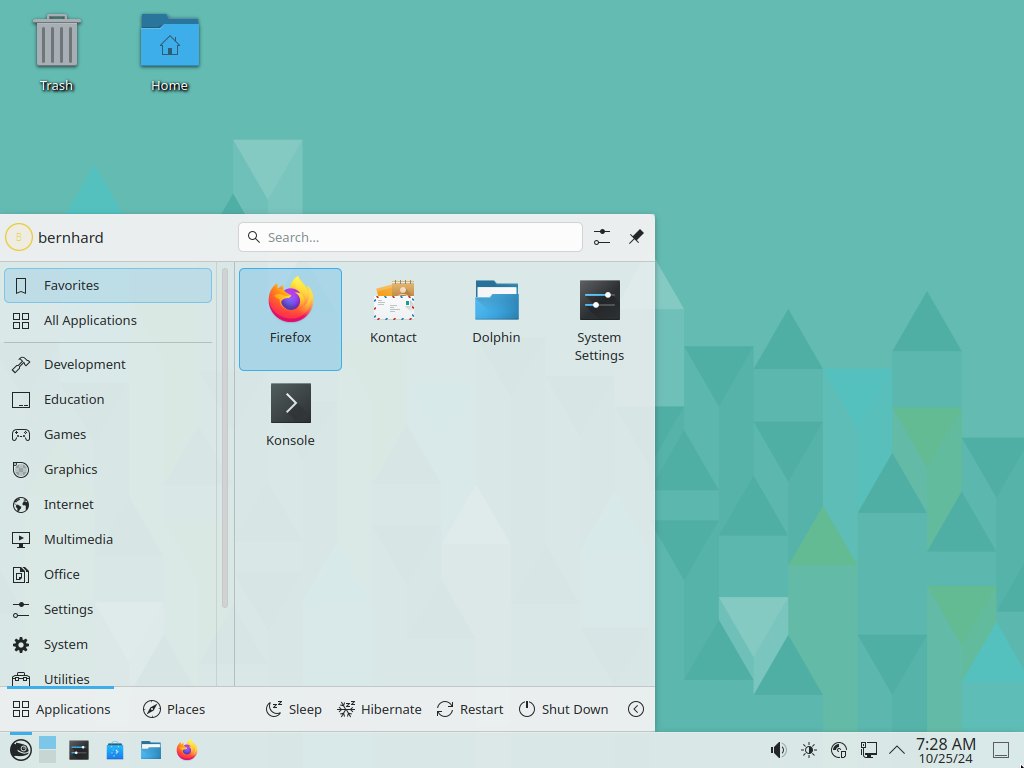 Trash
Home
B
bernhard
Search...
Favorites
All Applications
Development
Education
Games
Graphics
Internet
Multimedia
Office
Settings
System
Utilities
Firefox
Kontact
Dolphin
System
Settings
Konsole
Applications
Places
Sleep
Hibernate
Restart
Shut Down
7:28 AM
10/25/24